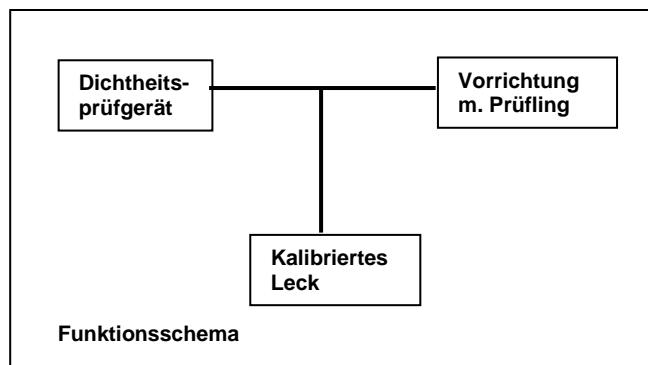 Dichtheits-
prüfgerät
Vorrichtung
m. Prüfling
Kalibriertes
Leck
Funktionsschema